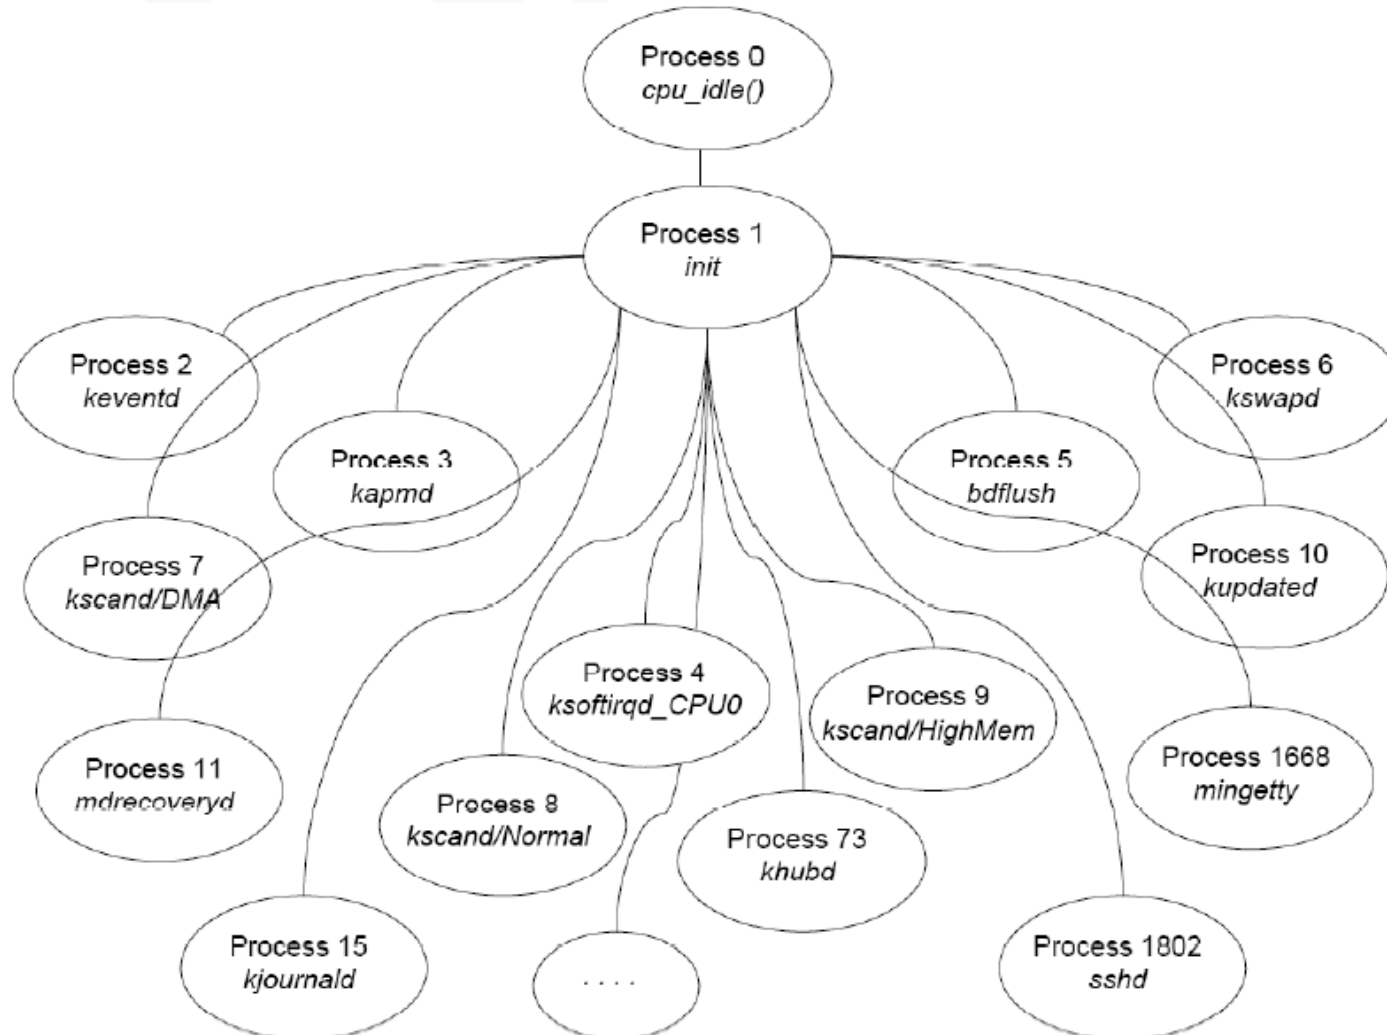 Process 0
cpu_idle()
Process 1
init
Process 2
keventd
Process 6
kswapd
Process 3
kapmd
Process 5
bdflush
Process 7
kscand/DMA
Process 10
kupdated
Process 4
ksoftirqd_CPU0
Process 9
kscand/HighMem
Process 11
mdrecoveryd
Process 1668
mingetty
Process 8
kscand/Normal
Process 73
khubd
Process 15
kjournald
. . . .
Process 1802
sshd